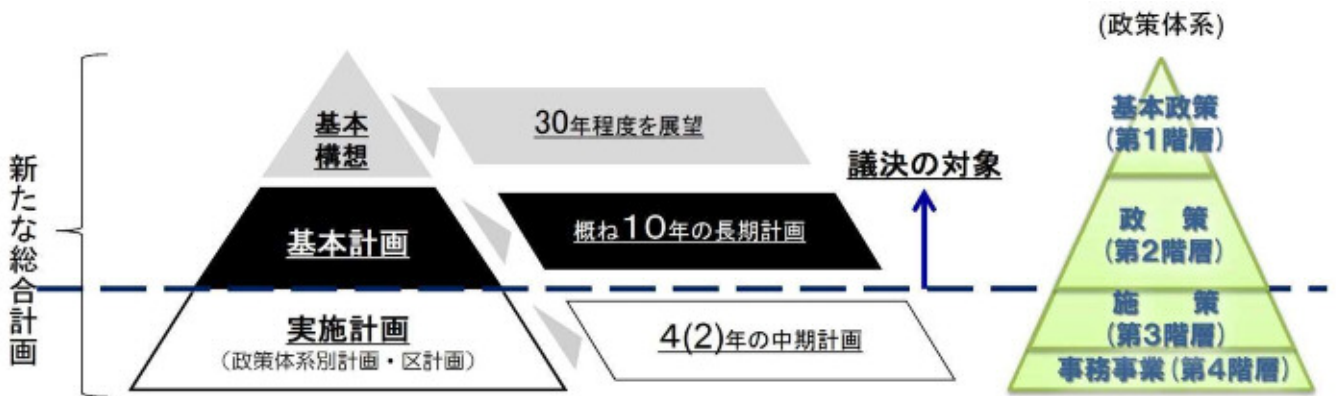 新たな総合計画
基本
構想
30年程度を展望
基本計画
概ね10年の長期計画
実施計画
(政策体系別計画・区計画)
4(2)年の中期計画
議決の対象
(政策体系)
基本政策
(第1階層)
政 策
(第2階層)
施 策
(第3階層)
事務事業(第4階層)